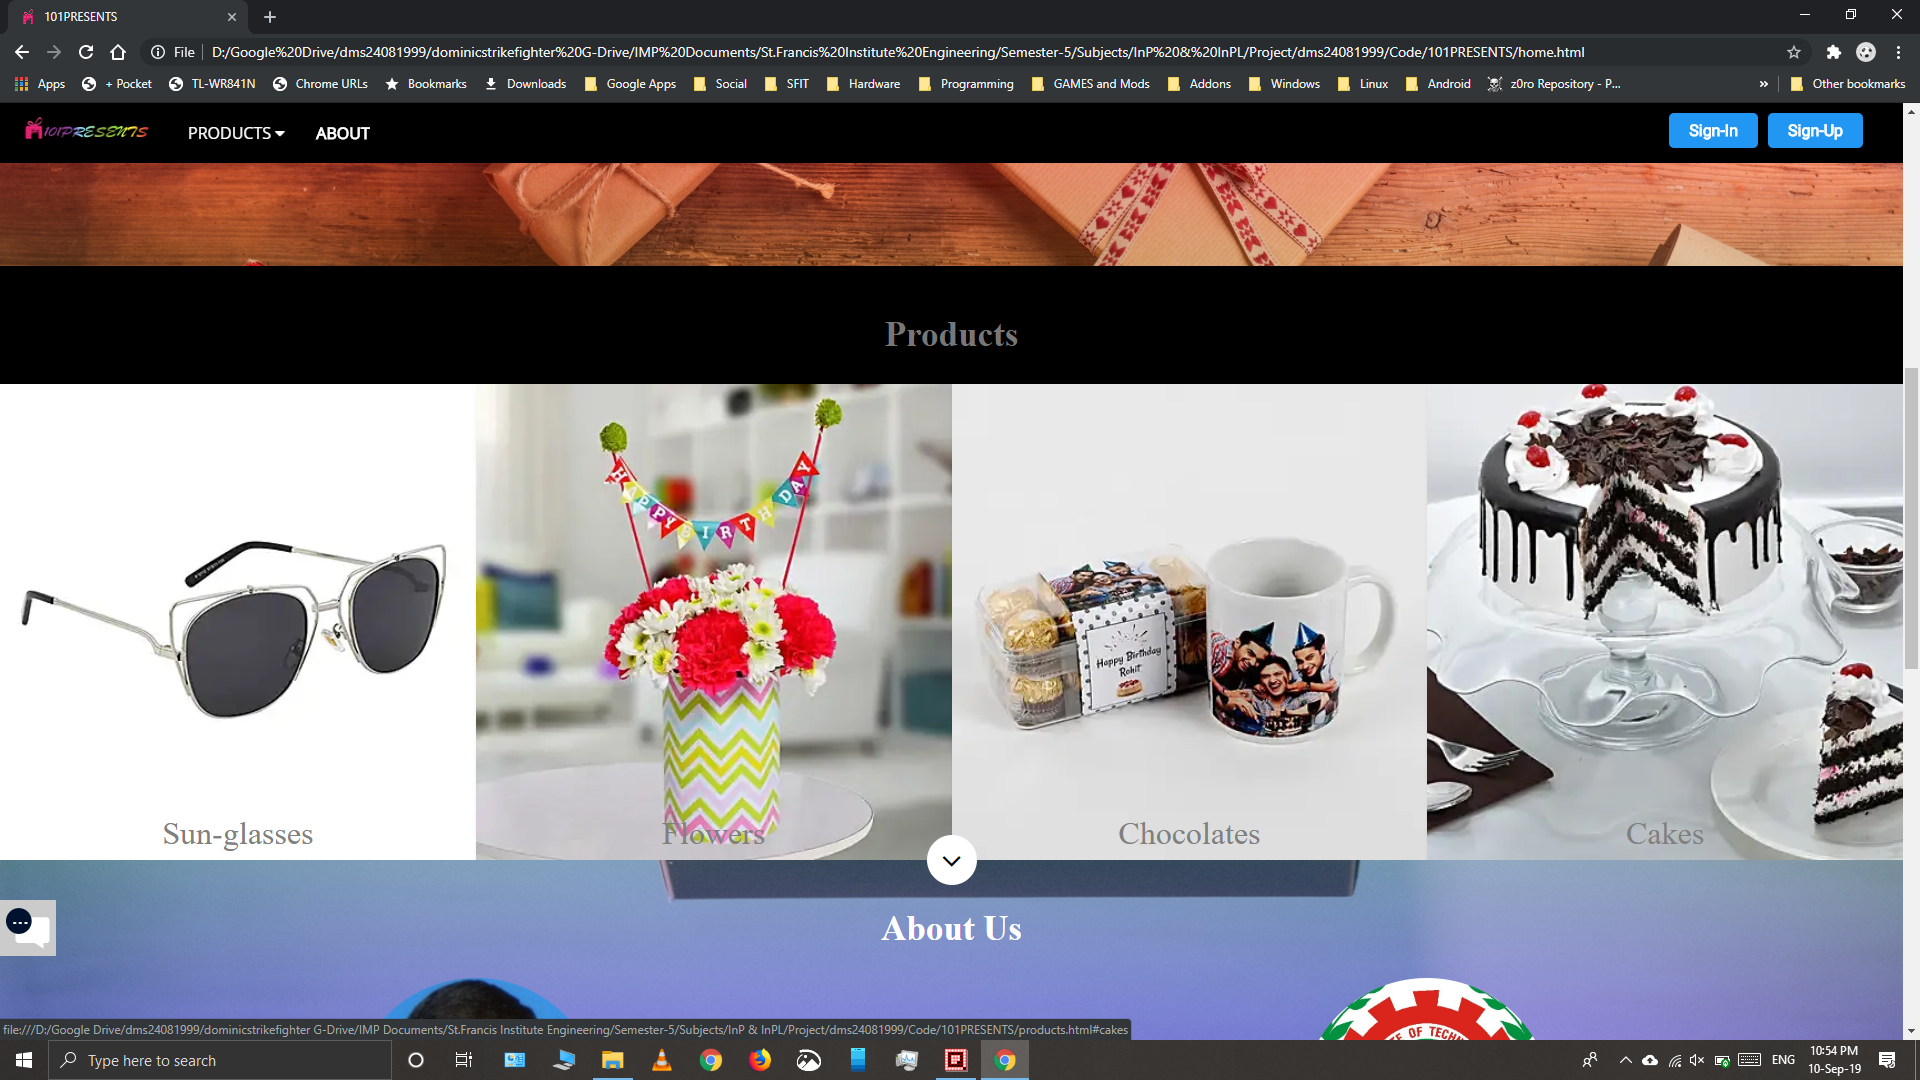 101PRESENTS
File
D:/Google%20Drive/dms24081999/dominicstrikefighter%20G-Drive/IMP%20Documents/St.Francis%20Institute%20Engineering/Semester-5/Subjects/InP%20&%20InPL/Project/dms24081999/Code/101PRESENTS/home.html
Apps + Pocket TL-WR841N Chrome URLs Bookmarks Downloads Google Apps Social SFIT Hardware Programming GAMES and Mods Addons Windows Linux Android z0ro Repository - P... » Other bookmarks
101PRESENTS
PRODUCTS
ABOUT
Sign-In
Sign-Up
Products
HAPPY BIRTHDAY
Happy Birthday
Rohit
Sun-glasses
Flowers
Chocolates
Cakes
About Us
E OF TECHN
file:///D:/Google Drive/dms24081999/dominicstrikefighter G-Drive/IMP Documents/St.Francis Institute Engineering/Semester-5/Subjects/InP & InPL/Project/dms24081999/Code/101PRESENTS/products.html#cakes
Type here to search
ENG
10:54 PM
10-Sep-19